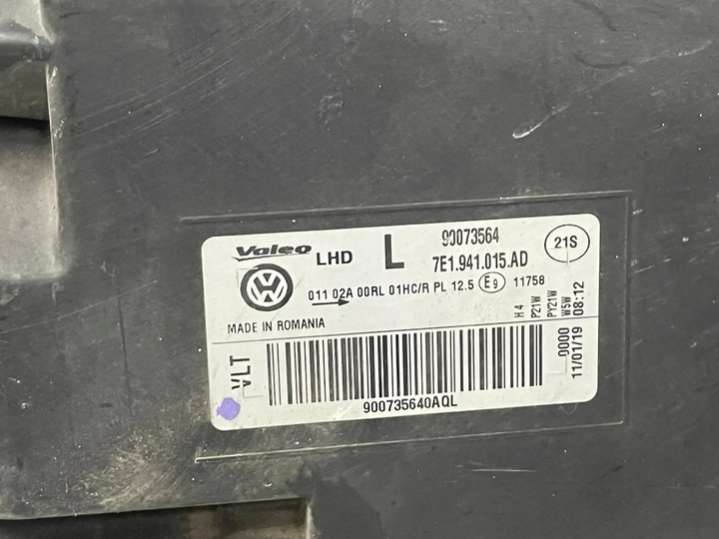 Valeo LHD L 90073564 21S
7E1.941.015.AD
011 02A 00RL 01HC/R PL 12.5 E9 11758
MADE IN ROMANIA
H4
P21W
PY21W
W5W
VLT
0000
11/01/19 08:12
900735640AQL